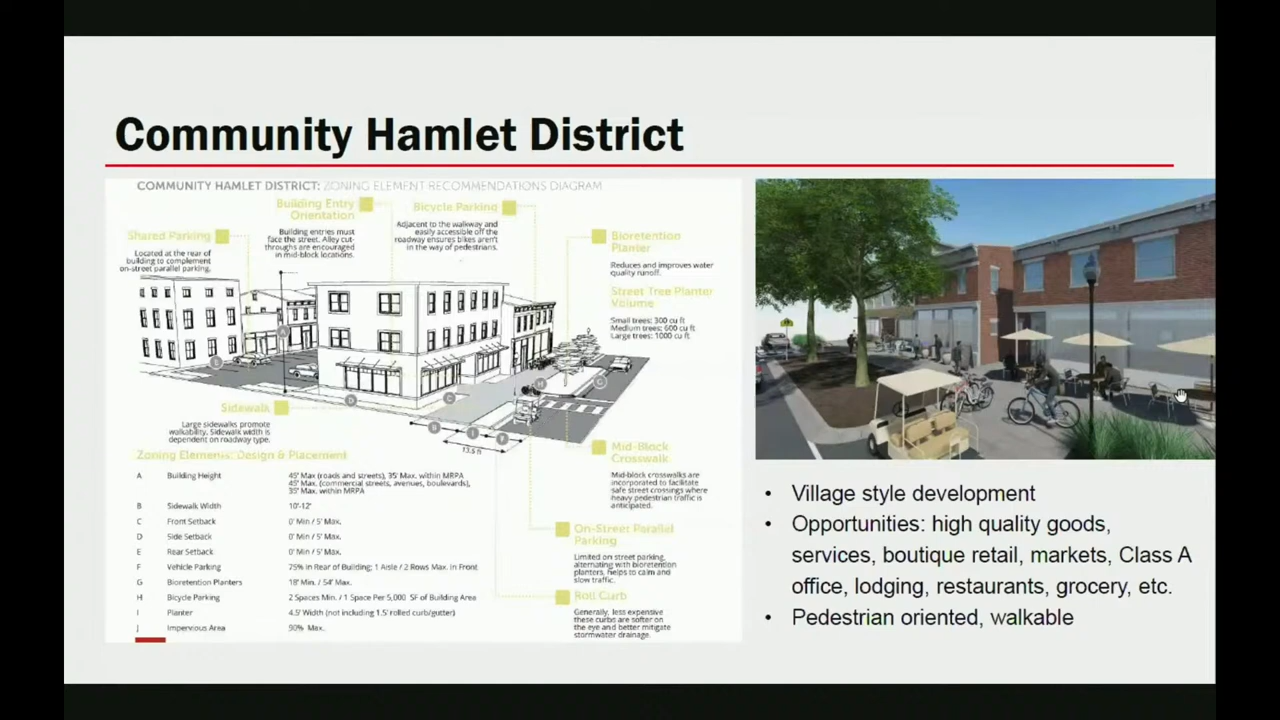 Community Hamlet District
COMMUNITY HAMLET DISTRICT: ZONING ELEMENT RECOMMENDATIONS DIAGRAM
Shared Parking
Located at the rear of
building to complement
on-street parallel parking.
Building Entry
Orientation
Building entries must
face the street. Alley cut-
throughs are encouraged
in mid-block locations.
Bicycle Parking
Adjacent to the walkway and
easily accessible off the
roadway ensures bikes aren't
in the way of pedestrians.
Bioretention
Planter
Reduces and improves water
quality runoff.
Street Tree Planter
Volume
Small trees: 300 cu ft
Medium trees: 600 cu ft
Large trees: 1000 cu ft
Sidewalk
Large sidewalks promote
walkability. Sidewalk width is
dependent on roadway type.
13.5 ft
Mid-Block
Crosswalk
Mid-block crosswalks are
incorporated to facilitate
safe street crossings where
heavy pedestrian traffic is
anticipated.
On-Street Parallel
Parking
Limited on street parking,
alternating with bioretention
planters, helps to calm and
slow traffic.
Roll Curb
Generally, less expensive
these curbs are softer on
the eye and better mitigate
stormwater drainage.
Zoning Elements: Design & Placement
A Building Height 45' Max (roads and streets), 35' Max. within MRPA
45' Max. (commercial streets, avenues, boulevards),
35' Max. within MRPA
B Sidewalk Width 10'-12'
C Front Setback 0' Min / 5' Max.
D Side Setback 0' Min / 5' Max.
E Rear Setback 0' Min / 5' Max.
F Vehicle Parking 75% in Rear of Building; 1 Aisle / 2 Rows Max. in Front
G Bioretention Planters 18' Min. / 54' Max.
H Bicycle Parking 2 Spaces Min. / 1 Space Per 5,000 SF of Building Area
I Planter 4.5' Width (not including 1.5' rolled curb/gutter)
J Impervious Area 90% Max.
• Village style development
• Opportunities: high quality goods,
services, boutique retail, markets, Class A
office, lodging, restaurants, grocery, etc.
• Pedestrian oriented, walkable